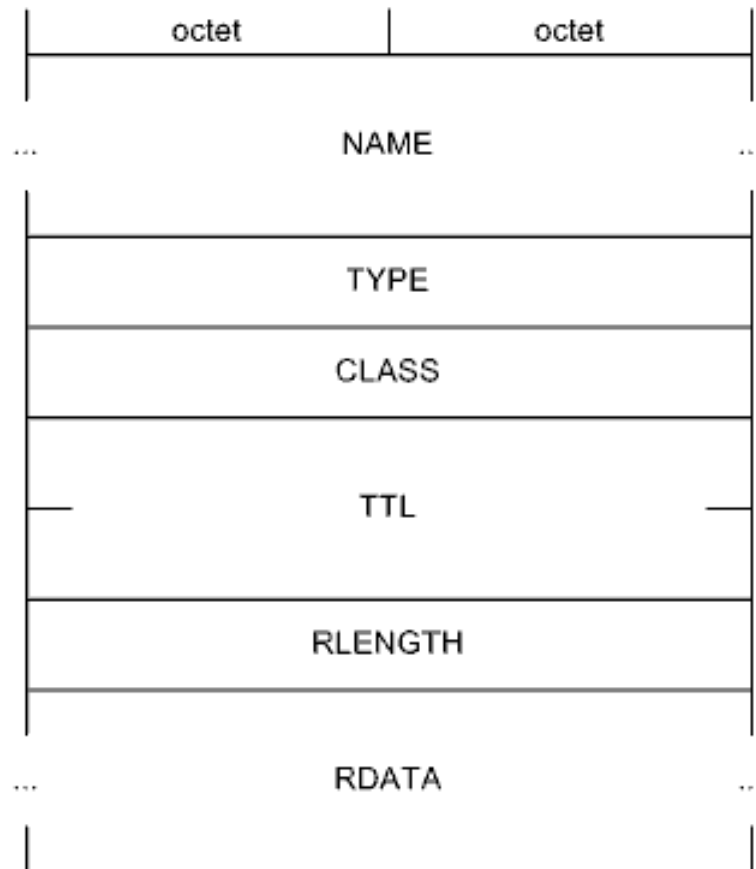 octet octet
... NAME ..
TYPE
CLASS
TTL
RLENGTH
... RDATA ..